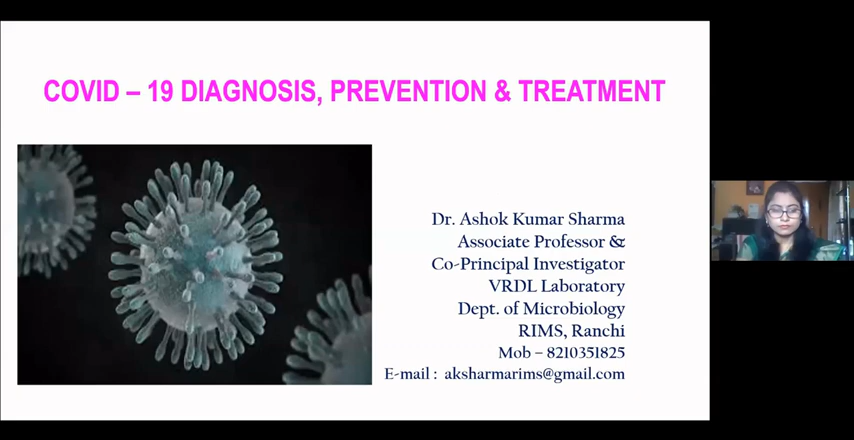 COVID – 19 DIAGNOSIS, PREVENTION & TREATMENT
Dr. Ashok Kumar Sharma
Associate Professor &
Co-Principal Investigator
VRDL Laboratory
Dept. of Microbiology
RIMS, Ranchi
Mob – 8210351825
E-mail : aksharmarims@gmail.com